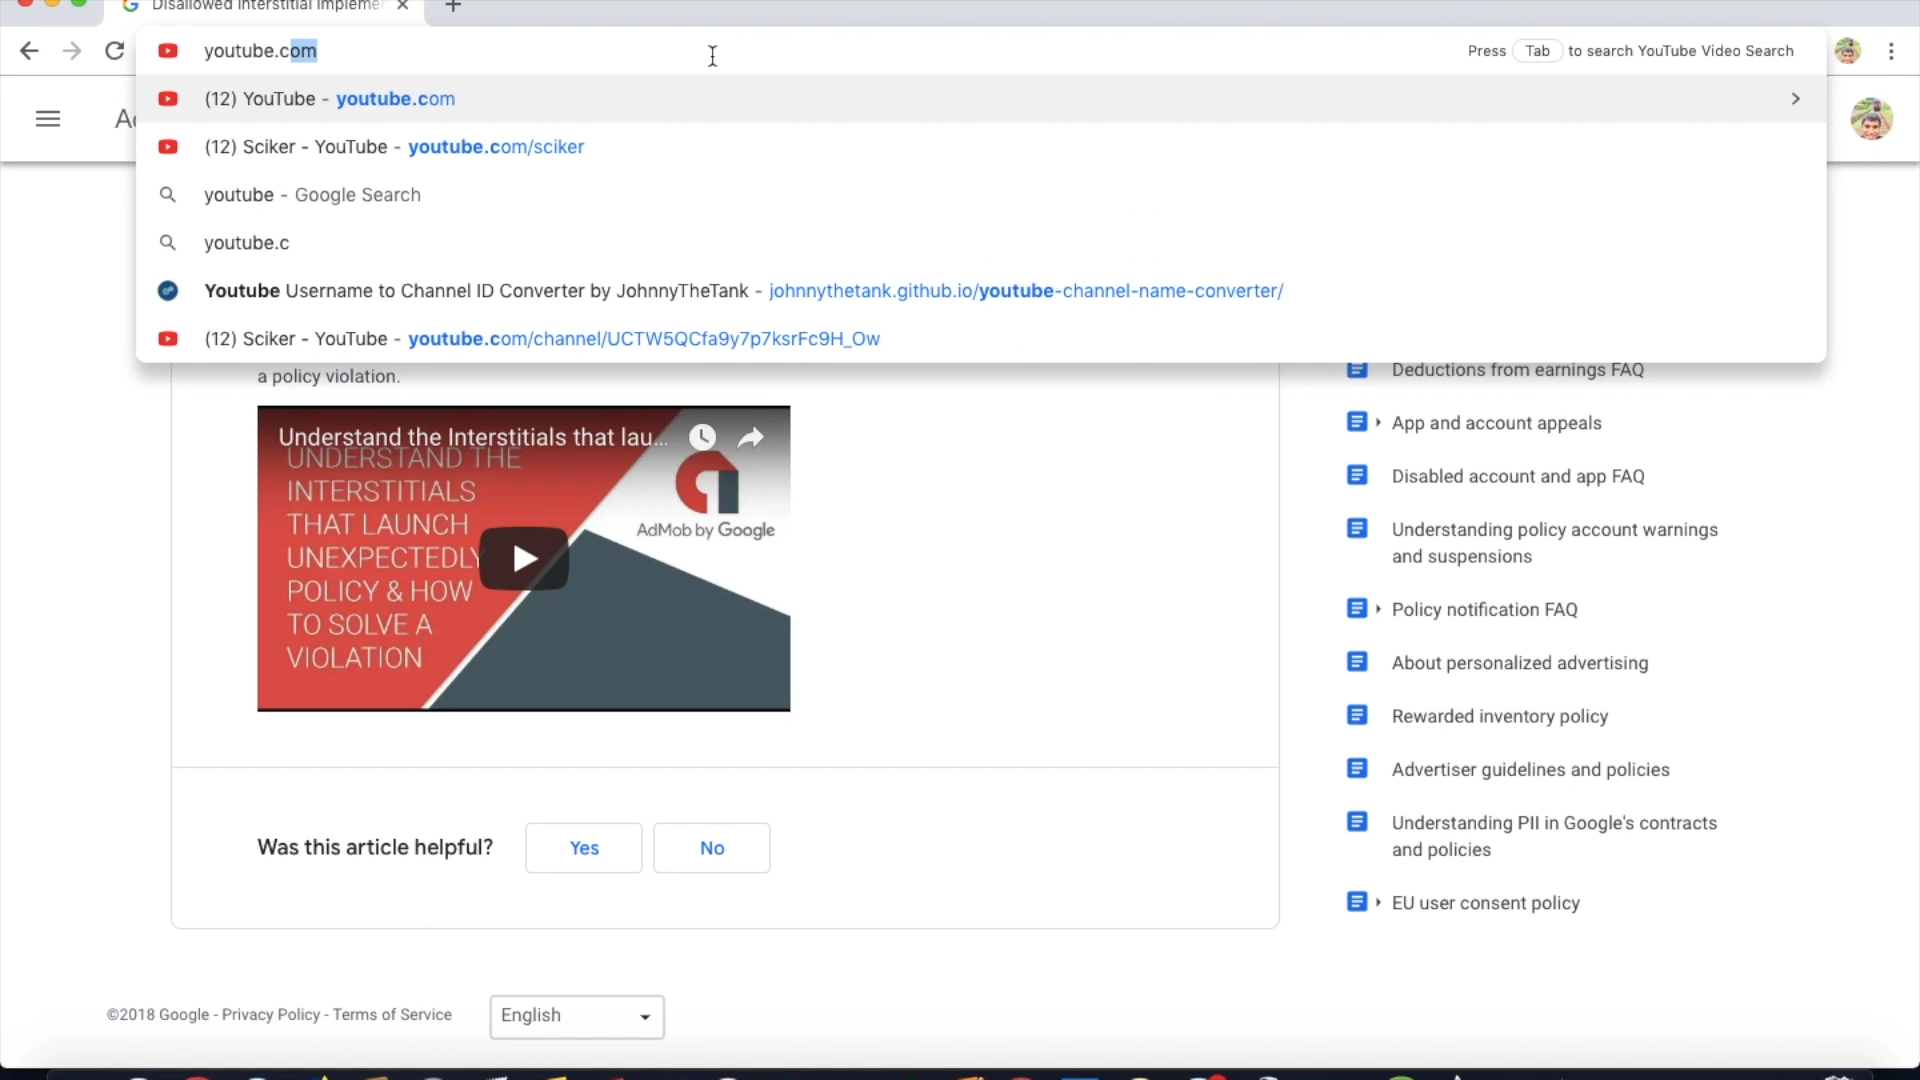 Disallowed Interstitial Implemen
youtube.com
Press Tab to search YouTube Video Search
(12) YouTube - youtube.com
(12) Sciker - YouTube - youtube.com/sciker
youtube - Google Search
youtube.c
Youtube Username to Channel ID Converter by JohnnyTheTank - johnnythetank.github.io/youtube-channel-name-converter/
(12) Sciker - YouTube - youtube.com/channel/UCTW5QCfa9y7p7ksrFc9H_Ow
a policy violation.
Understand the Interstitials that lau...
UNDERSTAND THE
INTERSTITIALS
THAT LAUNCH
UNEXPECTEDLY
POLICY & HOW
TO SOLVE A
VIOLATION
AdMob by Google
Was this article helpful?
Yes
No
Deductions from earnings FAQ
App and account appeals
Disabled account and app FAQ
Understanding policy account warnings
and suspensions
Policy notification FAQ
About personalized advertising
Rewarded inventory policy
Advertiser guidelines and policies
Understanding PII in Google's contracts
and policies
EU user consent policy
©2018 Google - Privacy Policy - Terms of Service
English